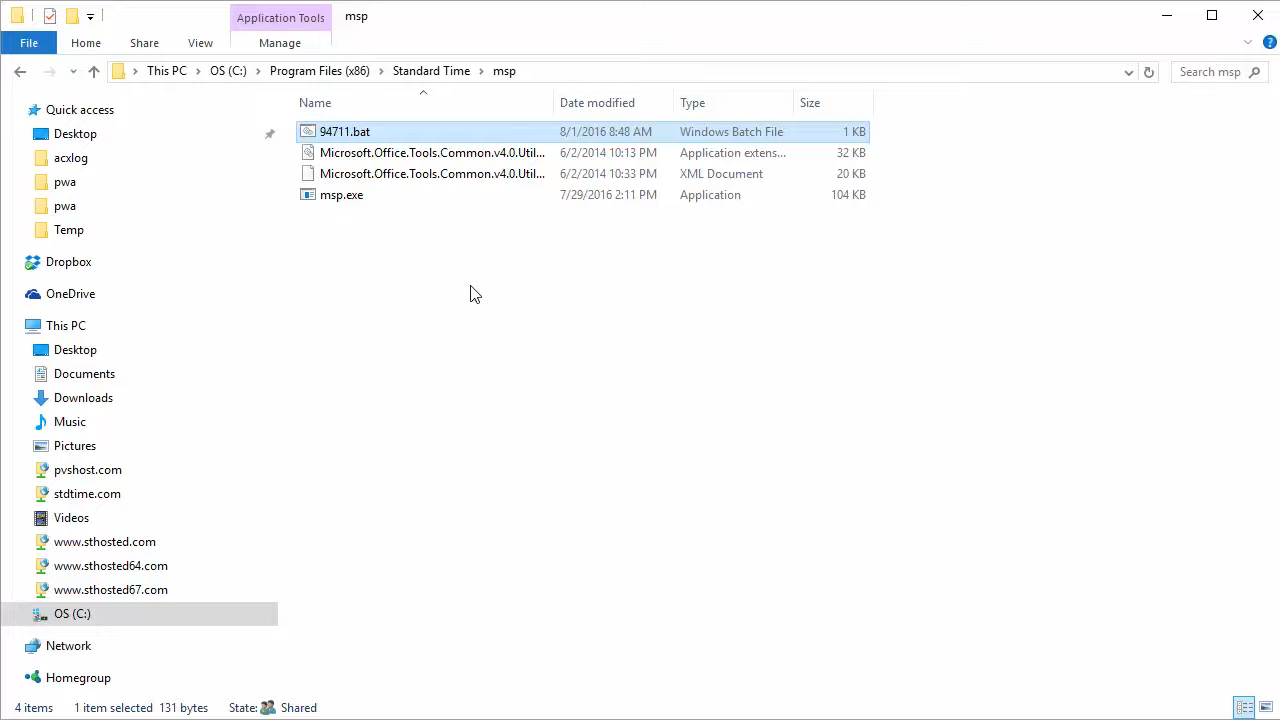 Application Tools msp
File Home Share View Manage
This PC OS (C:) Program Files (x86) Standard Time msp
Search msp
Name Date modified Type Size
94711.bat 8/1/2016 8:48 AM Windows Batch File 1 KB
Microsoft.Office.Tools.Common.v4.0.Util... 6/2/2014 10:13 PM Application extens... 32 KB
Microsoft.Office.Tools.Common.v4.0.Util... 6/2/2014 10:33 PM XML Document 20 KB
msp.exe 7/29/2016 2:11 PM Application 104 KB
Quick access
Desktop
acxlog
pwa
pwa
Temp
Dropbox
OneDrive
This PC
Desktop
Documents
Downloads
Music
Pictures
pvshost.com
stdtime.com
Videos
www.sthosted.com
www.sthosted64.com
www.sthosted67.com
OS (C:)
Network
Homegroup
4 items 1 item selected 131 bytes State: Shared